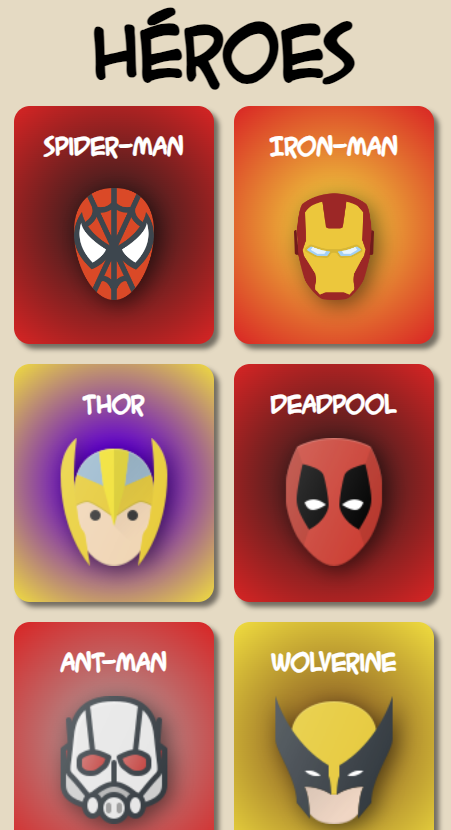 HÉROES
SPIDER-MAN
IRON-MAN
THOR
DEADPOOL
ANT-MAN
WOLVERINE